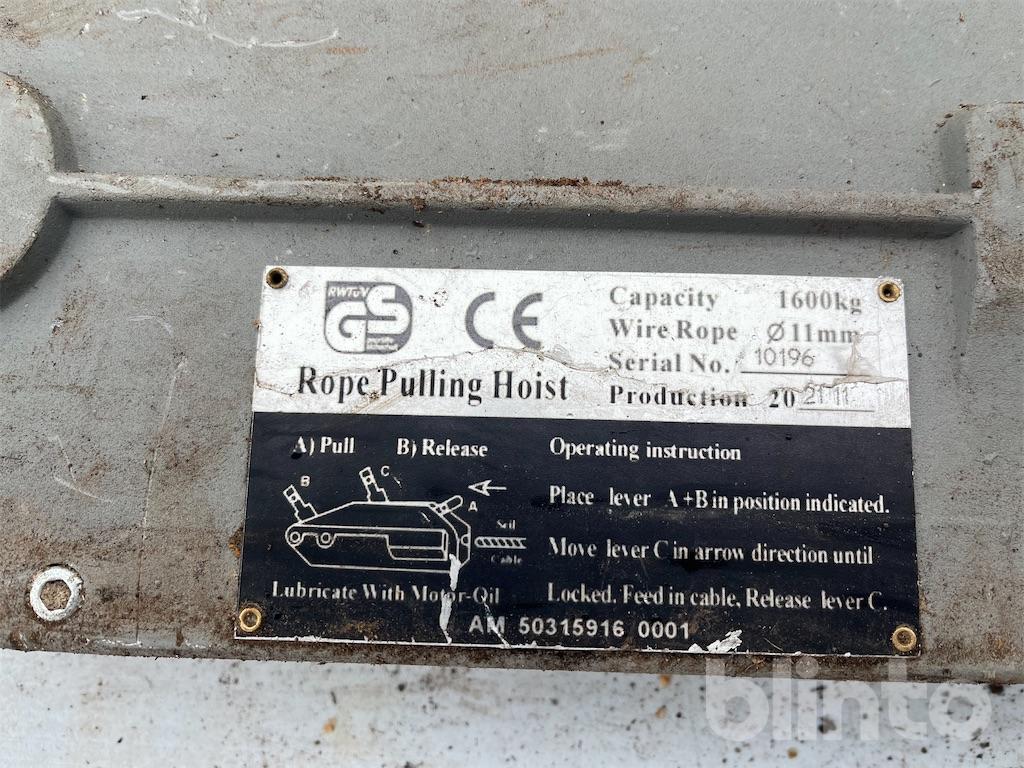 RWTÜV
GS
CE
Rope Pulling Hoist
Capacity 1600kg
Wire Rope Ø11mm
Serial No. 10196
Production 20 21 11
A) Pull B) Release
B
C
A
Seil
Cable
Lubricate With Motor-Oil
Operating instruction
Place lever A+B in position indicated.
Move lever C in arrow direction until
Locked. Feed in cable, Release lever C.
AM 50315916 0001
blinto